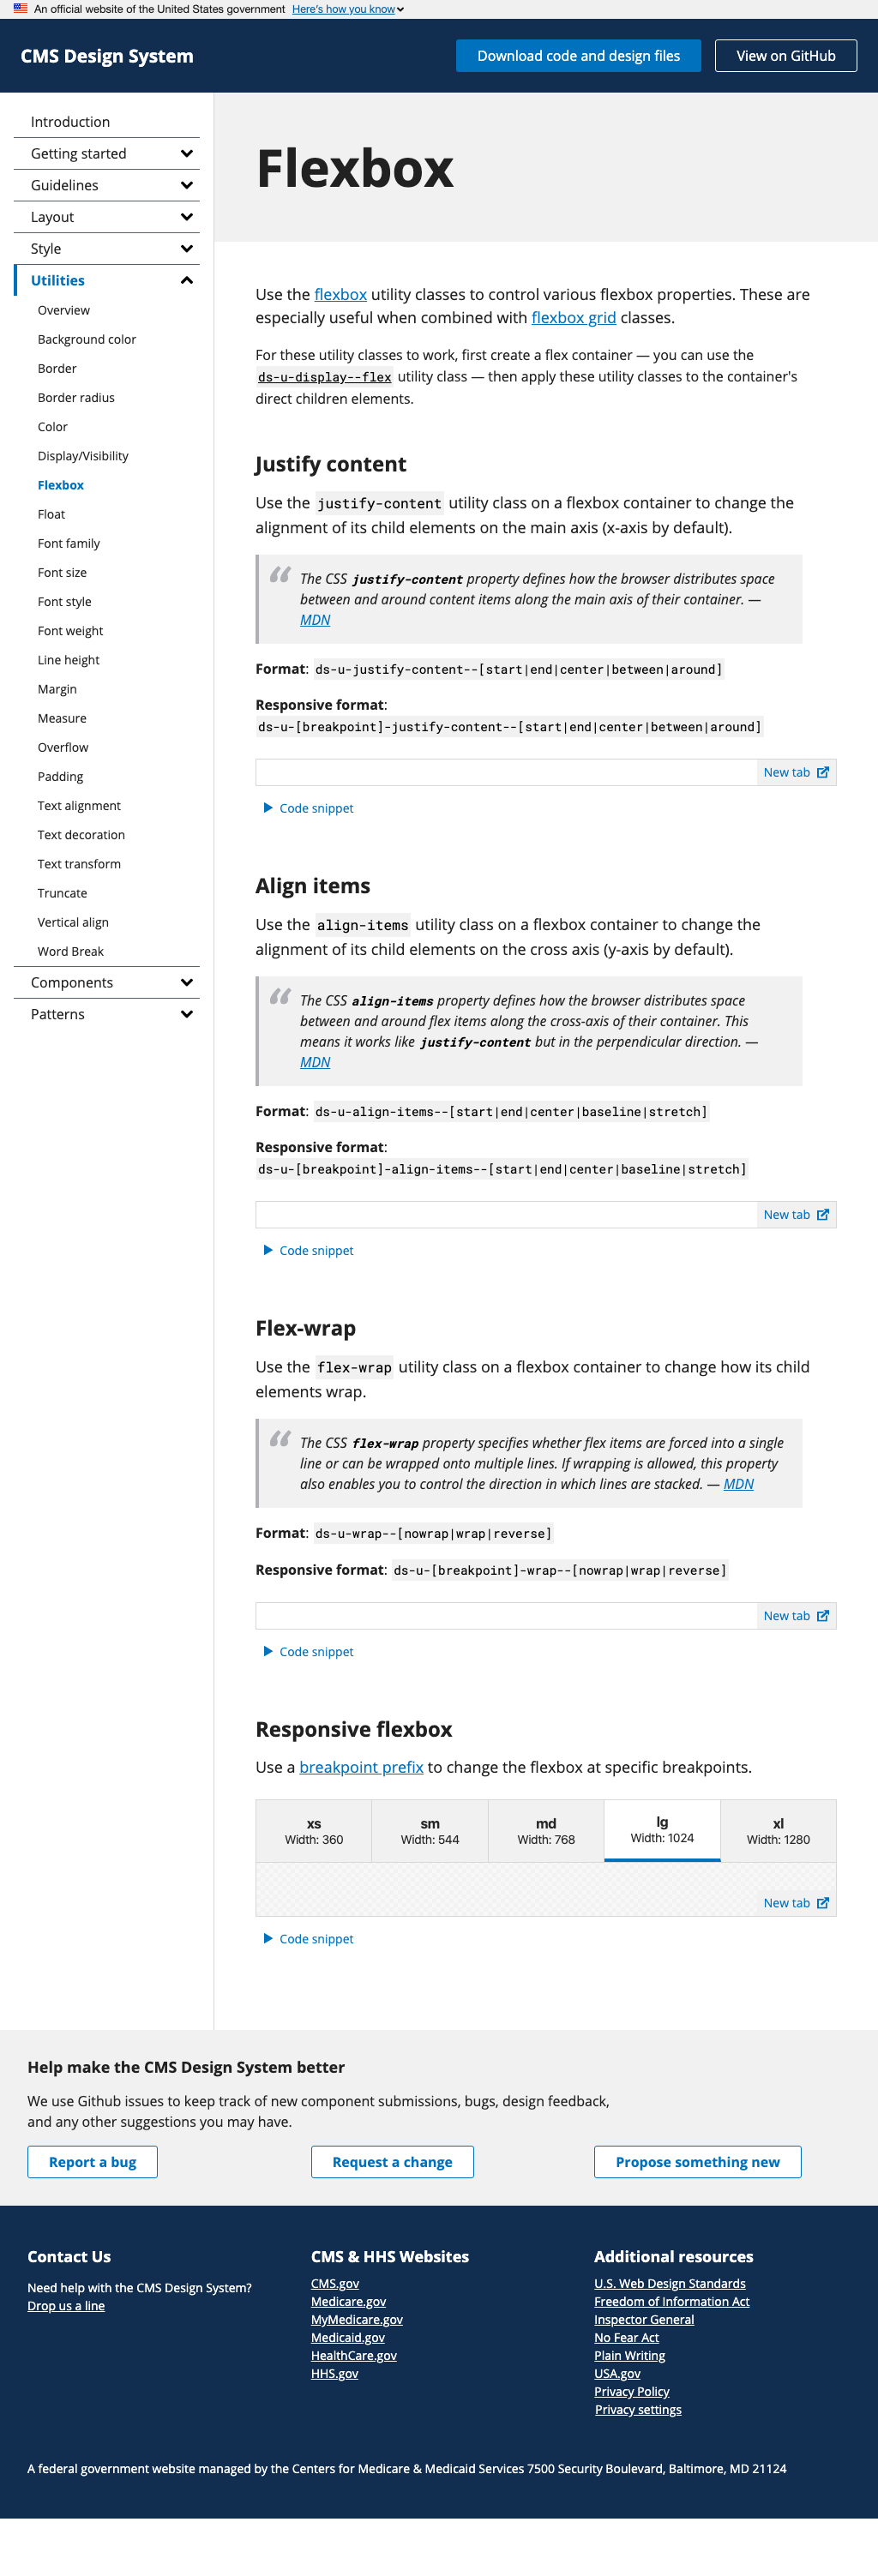 An official website of the United States government Here's how you know
CMS Design System
Download code and design files
View on GitHub
Introduction
Getting started
Guidelines
Layout
Style
Utilities
Overview
Background color
Border
Border radius
Color
Display/Visibility
Flexbox
Float
Font family
Font size
Font style
Font weight
Line height
Margin
Measure
Overflow
Padding
Text alignment
Text decoration
Text transform
Truncate
Vertical align
Word Break
Components
Patterns
Flexbox
Use the flexbox utility classes to control various flexbox properties. These are
especially useful when combined with flexbox grid classes.
For these utility classes to work, first create a flex container — you can use the
ds-u-display--flex utility class — then apply these utility classes to the container's
direct children elements.
Justify content
Use the justify-content utility class on a flexbox container to change the
alignment of its child elements on the main axis (x-axis by default).
“ The CSS justify-content property defines how the browser distributes space
between and around content items along the main axis of their container. —
MDN
Format: ds-u-justify-content--[start|end|center|between|around]
Responsive format:
ds-u-[breakpoint]-justify-content--[start|end|center|between|around]
New tab
Code snippet
Align items
Use the align-items utility class on a flexbox container to change the
alignment of its child elements on the cross axis (y-axis by default).
“ The CSS align-items property defines how the browser distributes space
between and around flex items along the cross-axis of their container. This
means it works like justify-content but in the perpendicular direction. —
MDN
Format: ds-u-align-items--[start|end|center|baseline|stretch]
Responsive format:
ds-u-[breakpoint]-align-items--[start|end|center|baseline|stretch]
New tab
Code snippet
Flex-wrap
Use the flex-wrap utility class on a flexbox container to change how its child
elements wrap.
“ The CSS flex-wrap property specifies whether flex items are forced into a single
line or can be wrapped onto multiple lines. If wrapping is allowed, this property
also enables you to control the direction in which lines are stacked. — MDN
Format: ds-u-wrap--[nowrap|wrap|reverse]
Responsive format: ds-u-[breakpoint]-wrap--[nowrap|wrap|reverse]
New tab
Code snippet
Responsive flexbox
Use a breakpoint prefix to change the flexbox at specific breakpoints.
xs
Width: 360
sm
Width: 544
md
Width: 768
lg
Width: 1024
xl
Width: 1280
New tab
Code snippet
Help make the CMS Design System better
We use Github issues to keep track of new component submissions, bugs, design feedback,
and any other suggestions you may have.
Report a bug
Request a change
Propose something new
Contact Us
Need help with the CMS Design System?
Drop us a line
CMS & HHS Websites
CMS.gov
Medicare.gov
MyMedicare.gov
Medicaid.gov
HealthCare.gov
HHS.gov
Additional resources
U.S. Web Design Standards
Freedom of Information Act
Inspector General
No Fear Act
Plain Writing
USA.gov
Privacy Policy
Privacy settings
A federal government website managed by the Centers for Medicare & Medicaid Services 7500 Security Boulevard, Baltimore, MD 21124